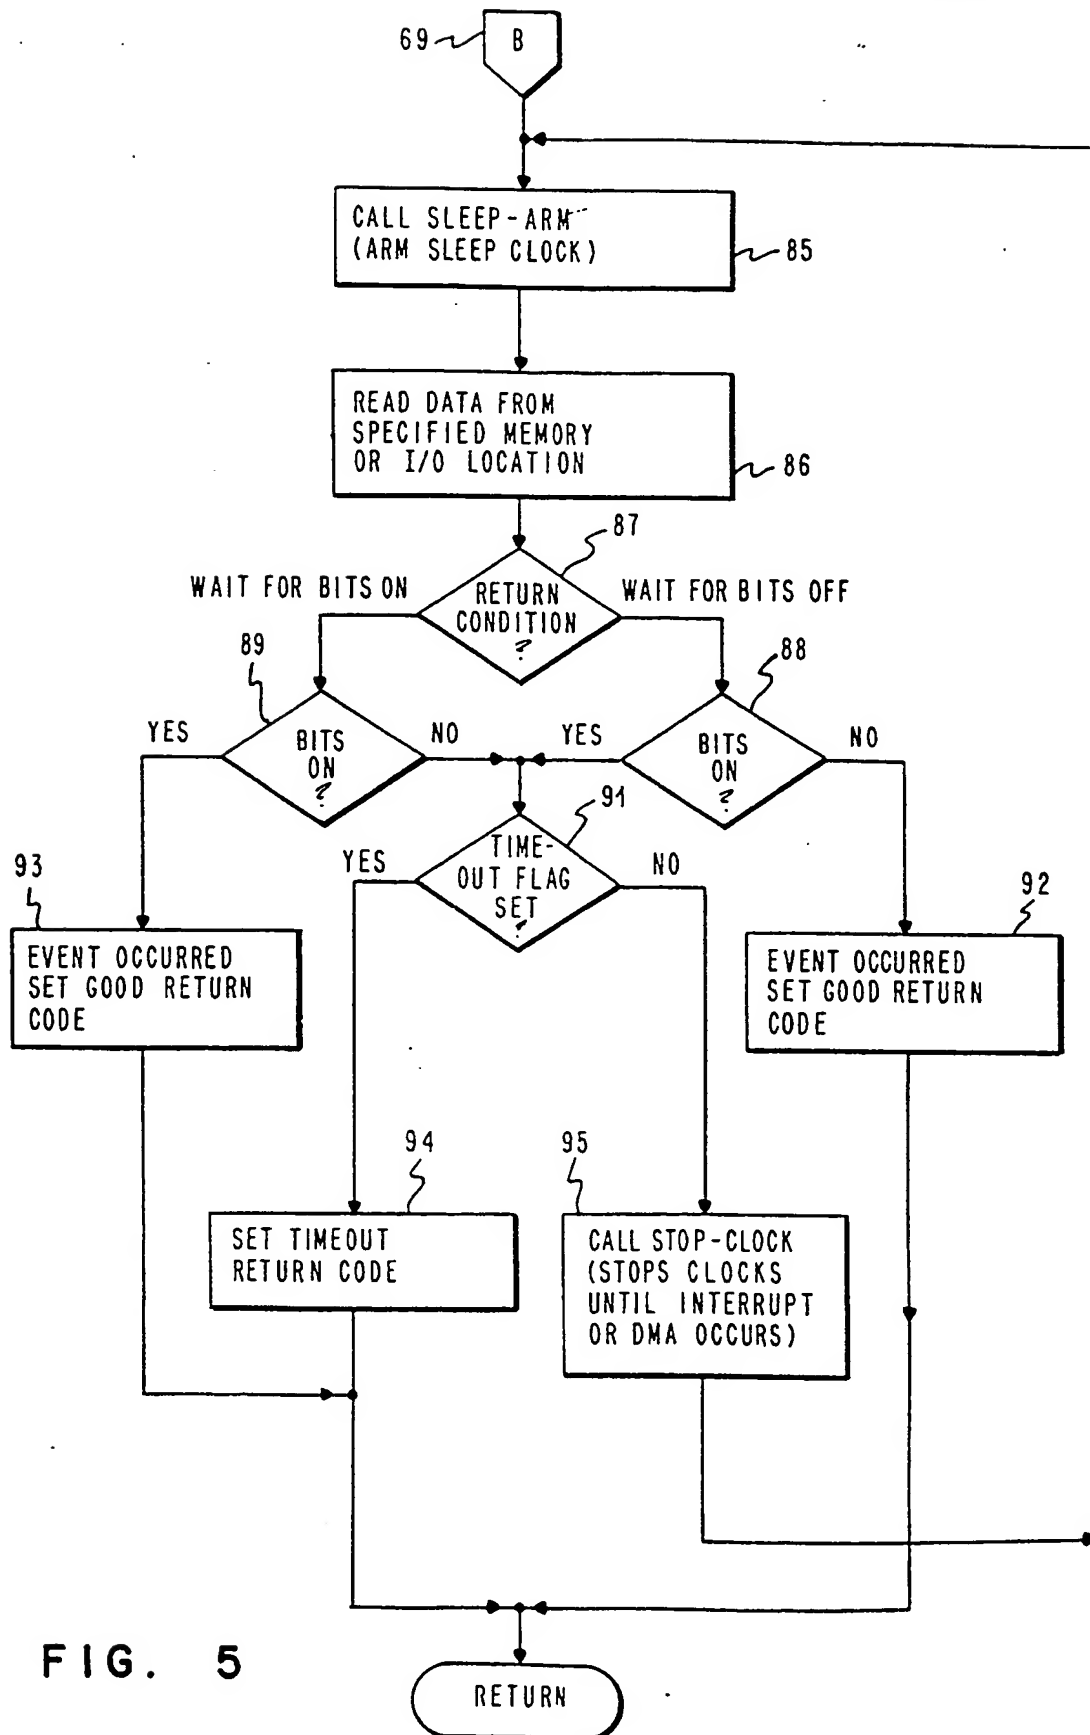 69
B
CALL SLEEP-ARM
(ARM SLEEP CLOCK)
85
READ DATA FROM
SPECIFIED MEMORY
OR I/O LOCATION
86
87
WAIT FOR BITS ON
RETURN
CONDITION
?
WAIT FOR BITS OFF
89
88
YES
BITS
ON
?
NO
YES
BITS
ON
?
NO
91
YES
TIME-
OUT FLAG
SET
?
NO
93
92
EVENT OCCURRED
SET GOOD RETURN
CODE
EVENT OCCURRED
SET GOOD RETURN
CODE
94
95
SET TIMEOUT
RETURN CODE
CALL STOP-CLOCK
(STOPS CLOCKS
UNTIL INTERRUPT
OR DMA OCCURS)
FIG. 5
RETURN